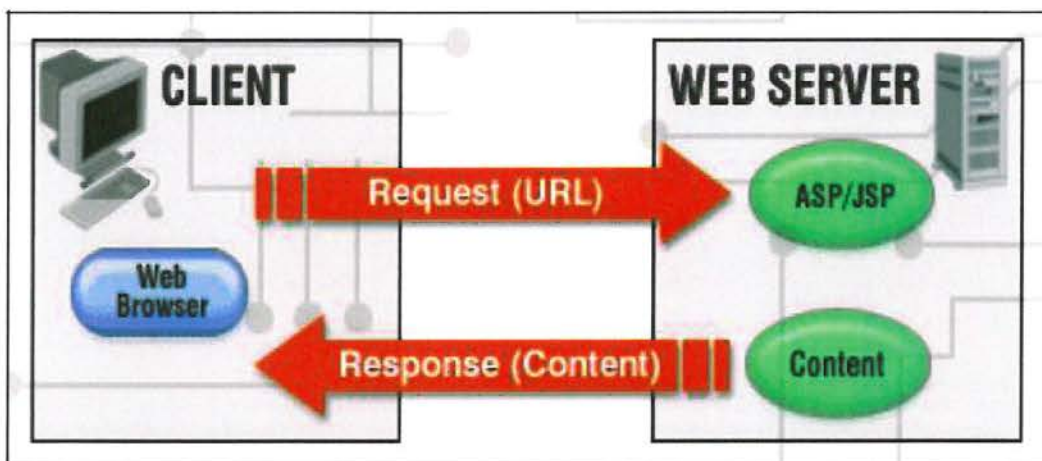 CLIENT
WEB SERVER
Request (URL)
ASP/JSP
Web
Browser
Response (Content)
Content